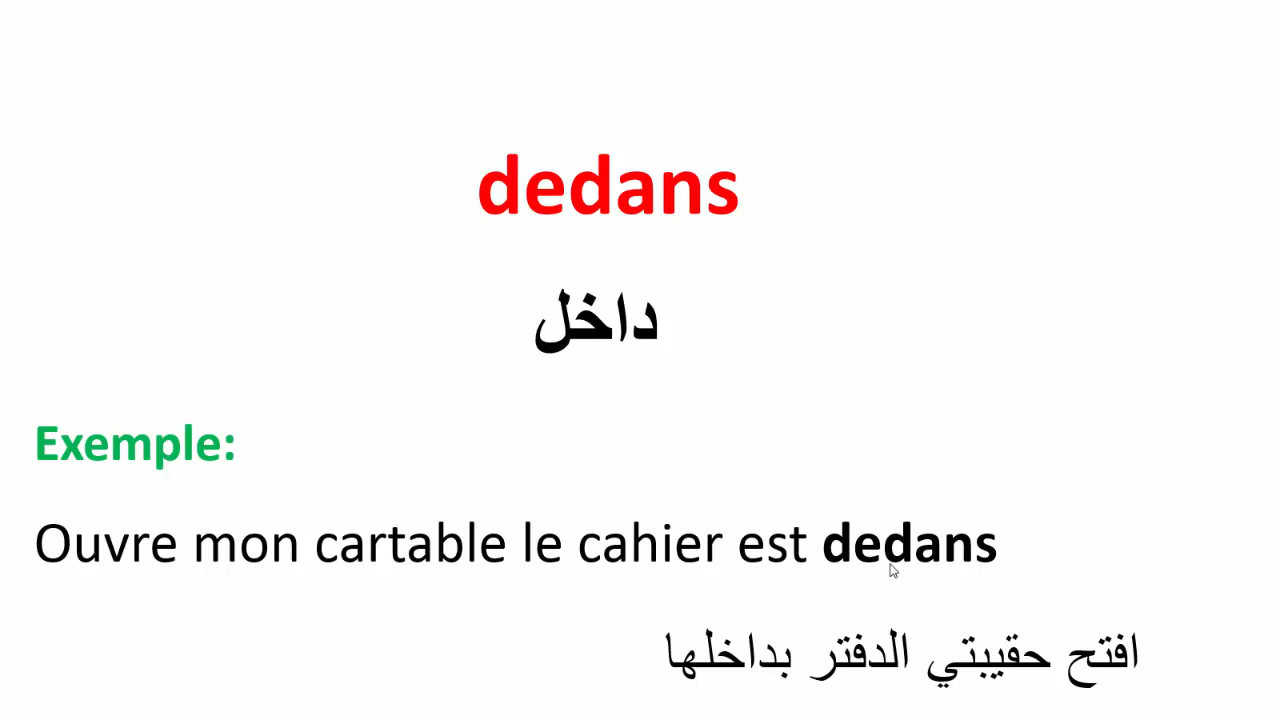 dedans
داخل
Exemple:
Ouvre mon cartable le cahier est dedans
افتح حقيبتي الدفتر بداخلها